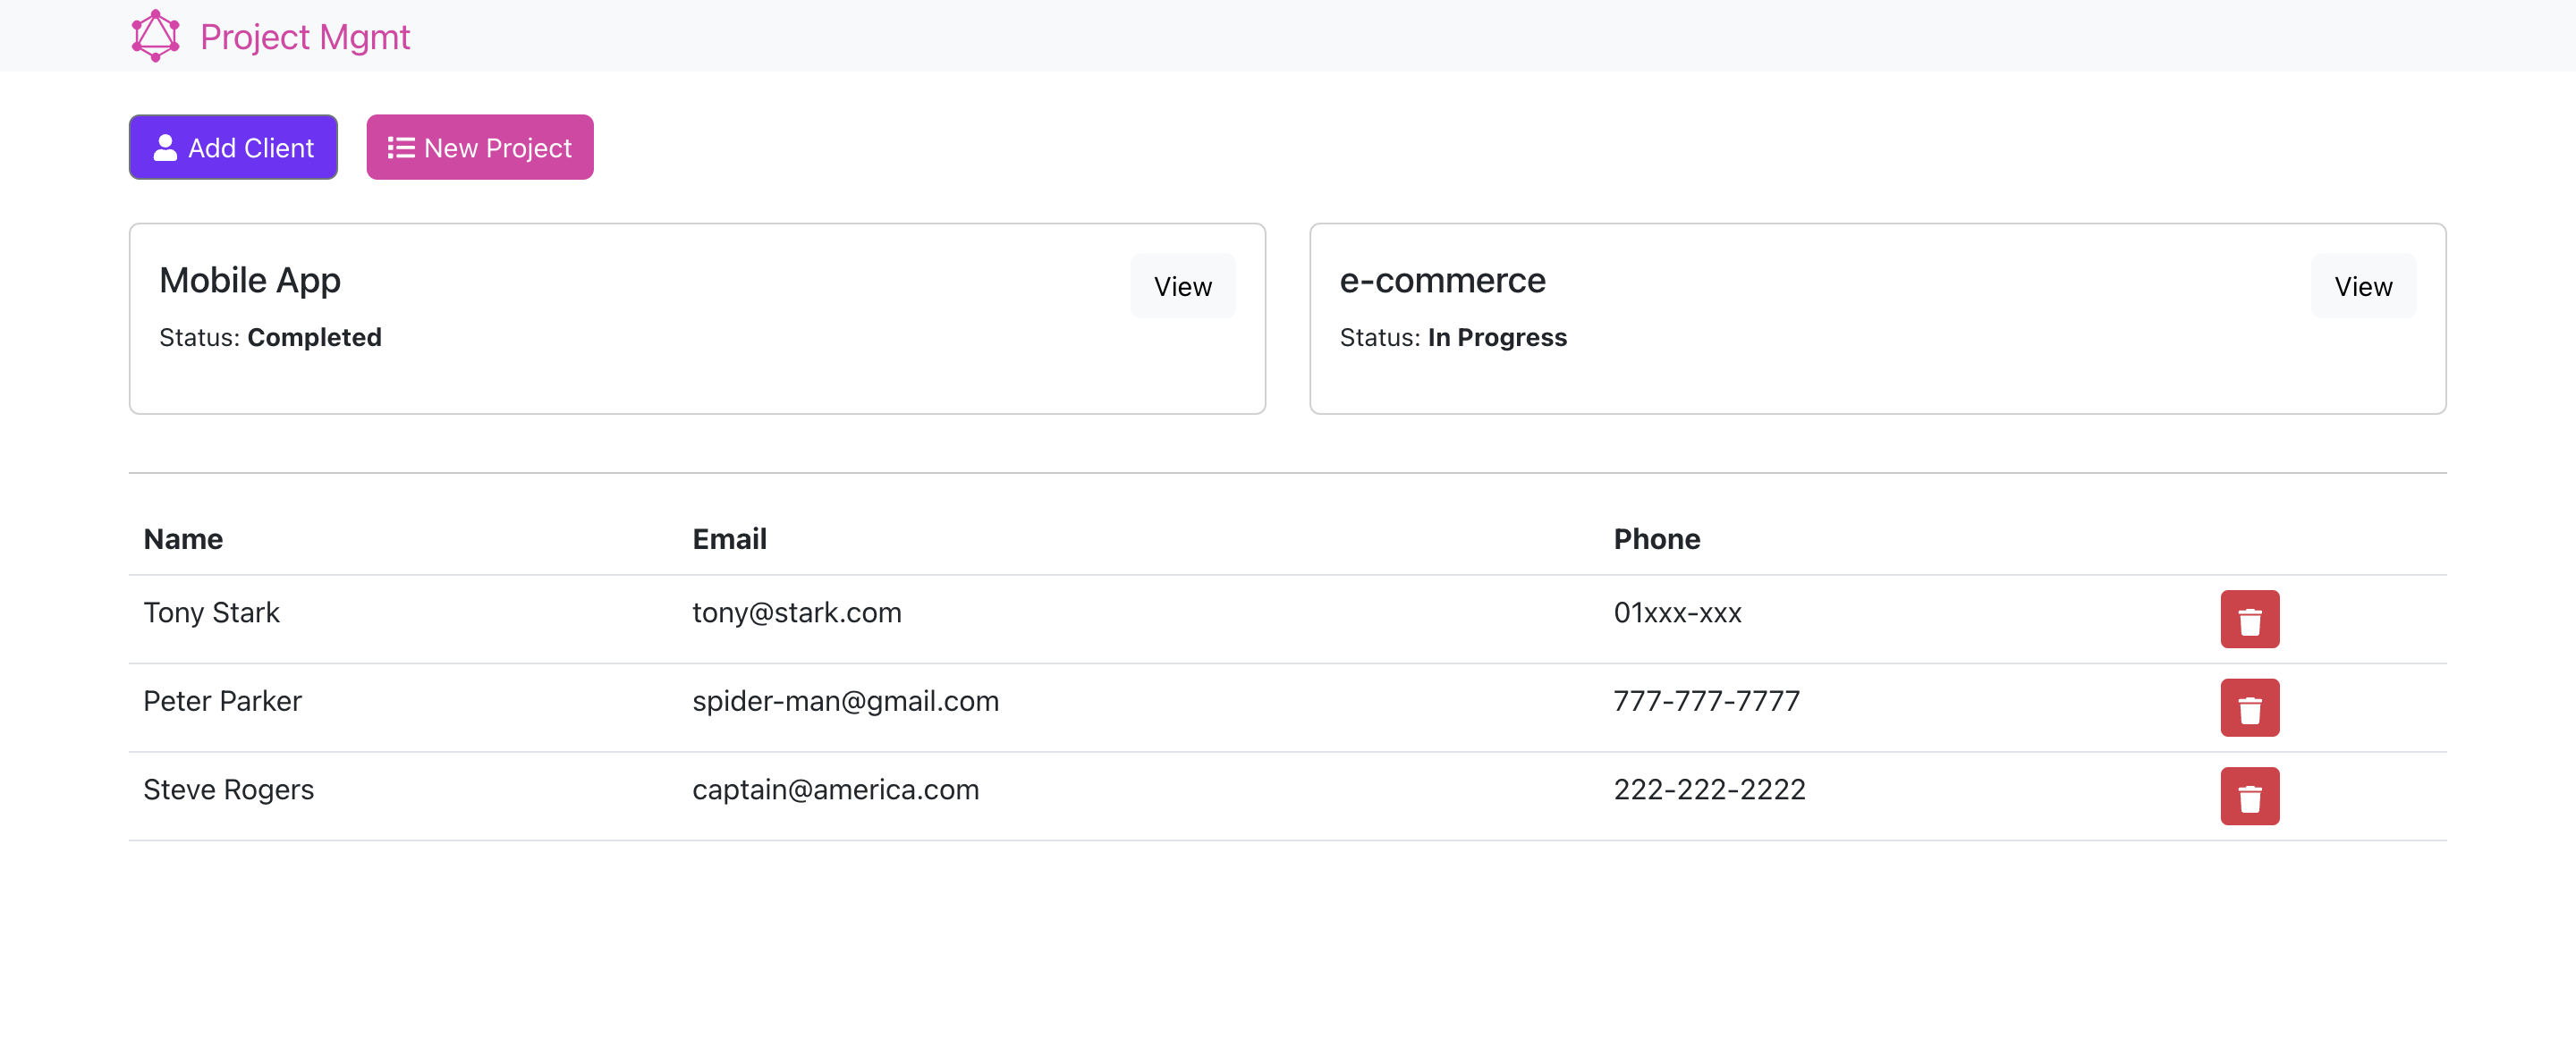 Project Mgmt
Add Client New Project
Mobile App View
Status: Completed
e-commerce View
Status: In Progress
Name Email Phone
Tony Stark tony@stark.com 01xxx-xxx
Peter Parker spider-man@gmail.com 777-777-7777
Steve Rogers captain@america.com 222-222-2222